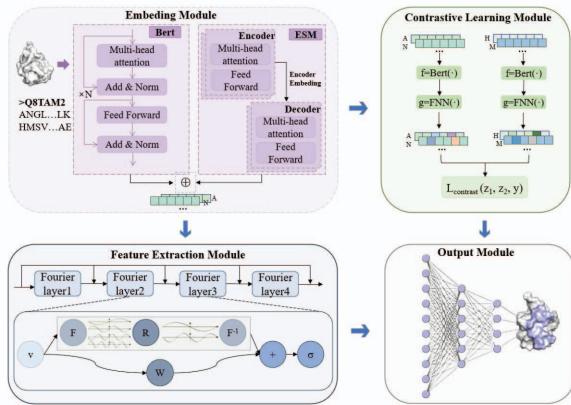 Embeding Module
Bert
Multi-head
attention
Add & Norm
×N
Feed Forward
Add & Norm
>Q8TAM2
ANGL...LK
HMSV...AE
ESM
Encoder
Multi-head
attention
Feed
Forward
Encoder
Embeding
Decoder
Multi-head
attention
Feed
Forward
⊕
A
N
...
Contrastive Learning Module
A
N
...
H
M
...
f=Bert(·)
f=Bert(·)
g=FNN(·)
g=FNN(·)
A
N
...
H
M
...
Lcontrast (z1, z2, y)
Feature Extraction Module
Fourier
layer1
Fourier
layer2
Fourier
layer3
Fourier
layer4
v
F
R
F-1
W
+
σ
Output Module